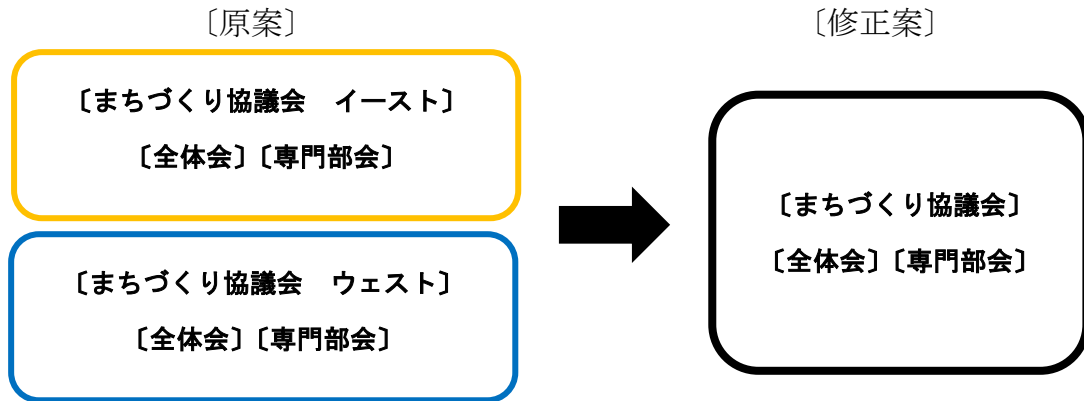 〔原案〕
〔まちづくり協議会　イースト〕
〔全体会〕〔専門部会〕
〔まちづくり協議会　ウェスト〕
〔全体会〕〔専門部会〕
〔修正案〕
〔まちづくり協議会〕
〔全体会〕〔専門部会〕